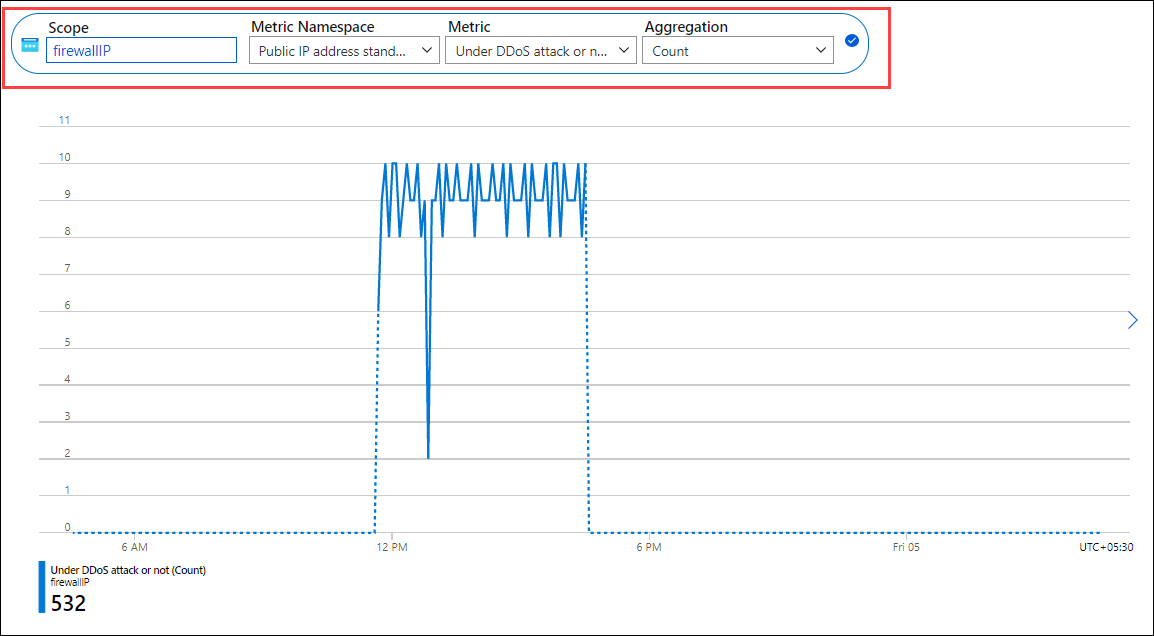 Scope
Metric Namespace
Metric
Aggregation
firewallIP
Public IP address stand...
Under DDoS attack or n...
Count
11
10
9
8
7
6
5
4
3
2
1
0
6 AM
12 PM
6 PM
Fri 05
UTC+05:30
Under DDoS attack or not (Count)
firewallIP
532